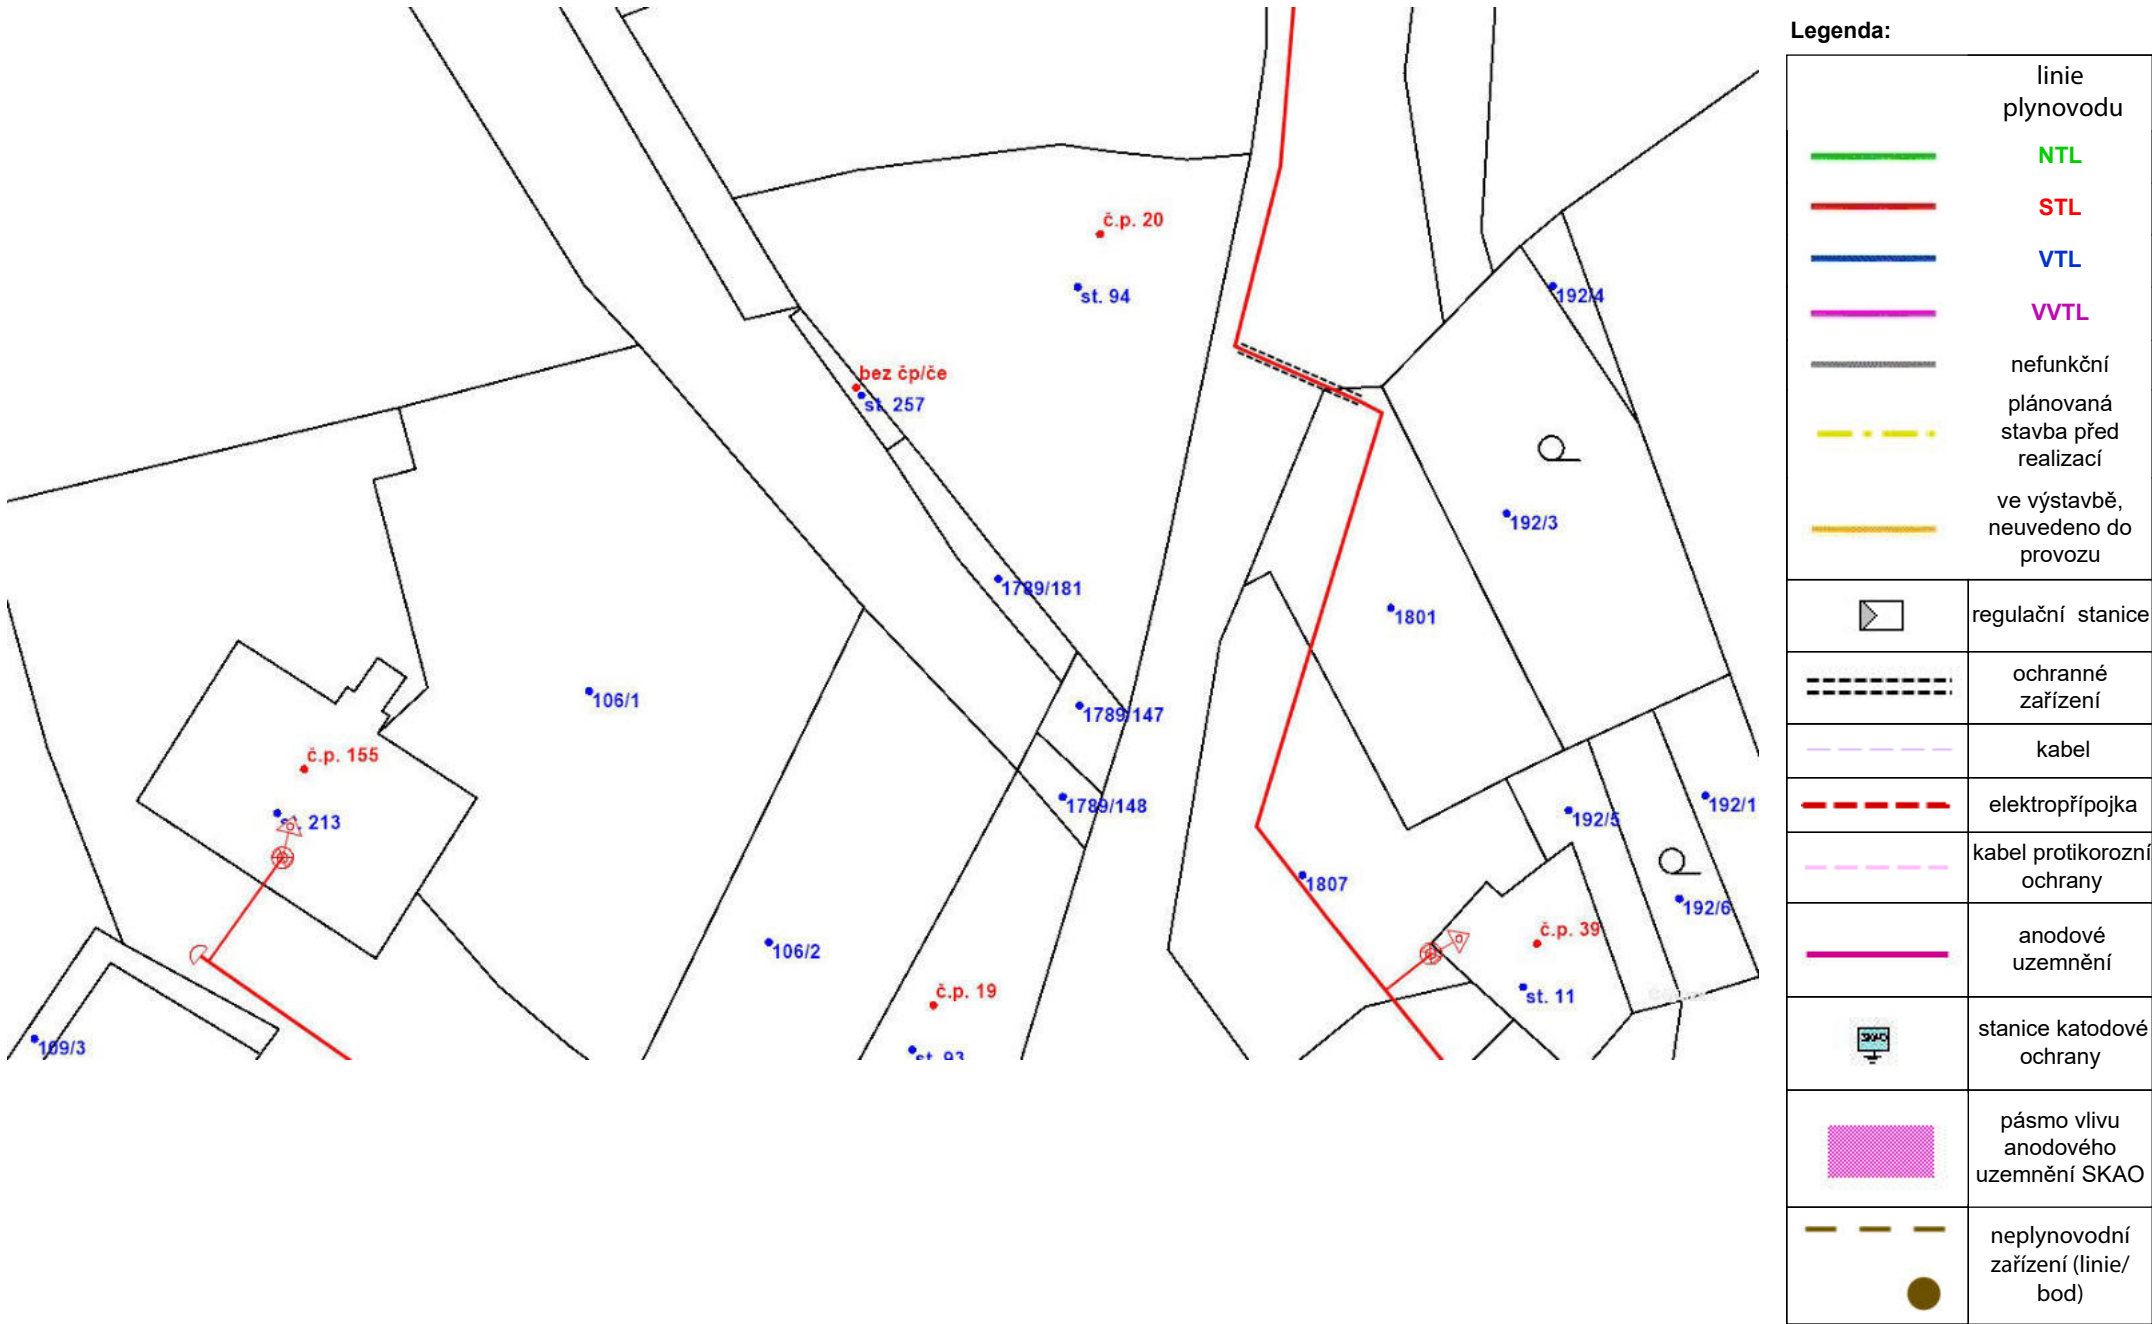 č.p. 20
st. 94
192/4
bez čp/če
st. 257
192/3
1789/181
1801
106/1
1789/147
č.p. 155
1789/148
192/5
192/1
213
1807
192/6
106/2
č.p. 39
č.p. 19
st. 11
109/3
st. 93
Legenda:
linie
plynovodu
NTL
STL
VTL
VVTL
nefunkční
plánovaná
stavba před
realizací
ve výstavbě,
neuvedeno do
provozu
regulační stanice
ochranné
zařízení
kabel
elektropřípojka
kabel protikorozní
ochrany
anodové
uzemnění
SKAO
stanice katodové
ochrany
pásmo vlivu
anodového
uzemnění SKAO
neplynovodní
zařízení (linie/
bod)